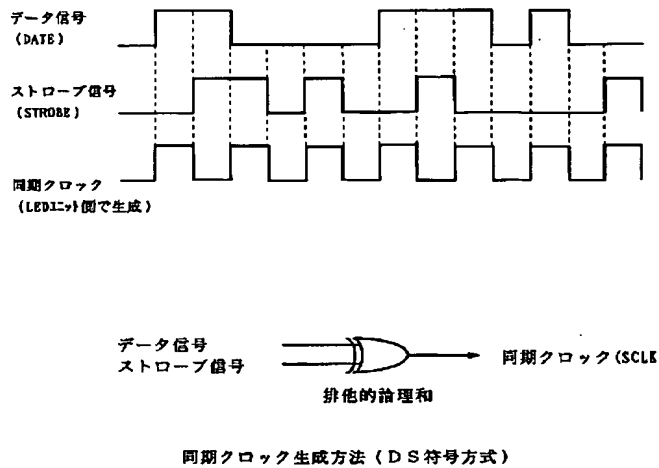 データ信号
(DATE)
ストローブ信号
(STROBE)
同期クロック
(LEDユニット側で生成)
データ信号
ストローブ信号
同期クロック(SCLK
排他的論理和
同期クロック生成方法(DS符号方式)